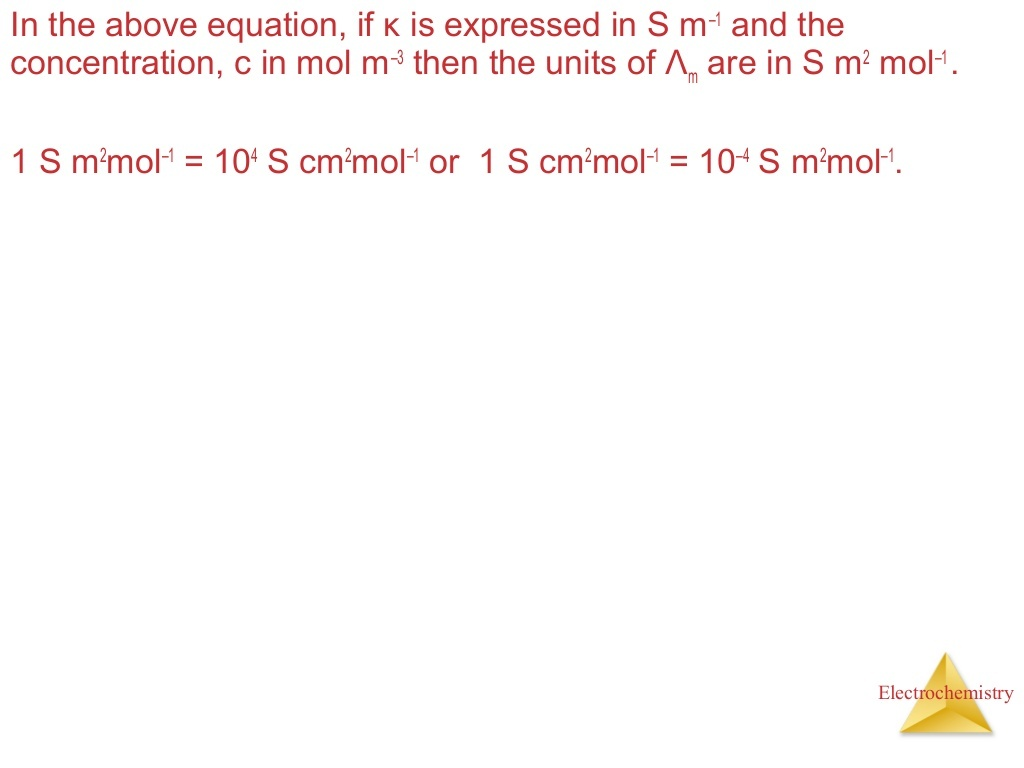 In the above equation, if κ is expressed in S m⁻¹ and the
concentration, c in mol m⁻³ then the units of Λₘ are in S m² mol⁻¹.
1 S m²mol⁻¹ = 10⁴ S cm²mol⁻¹ or 1 S cm²mol⁻¹ = 10⁻⁴ S m²mol⁻¹.
Electrochemistry